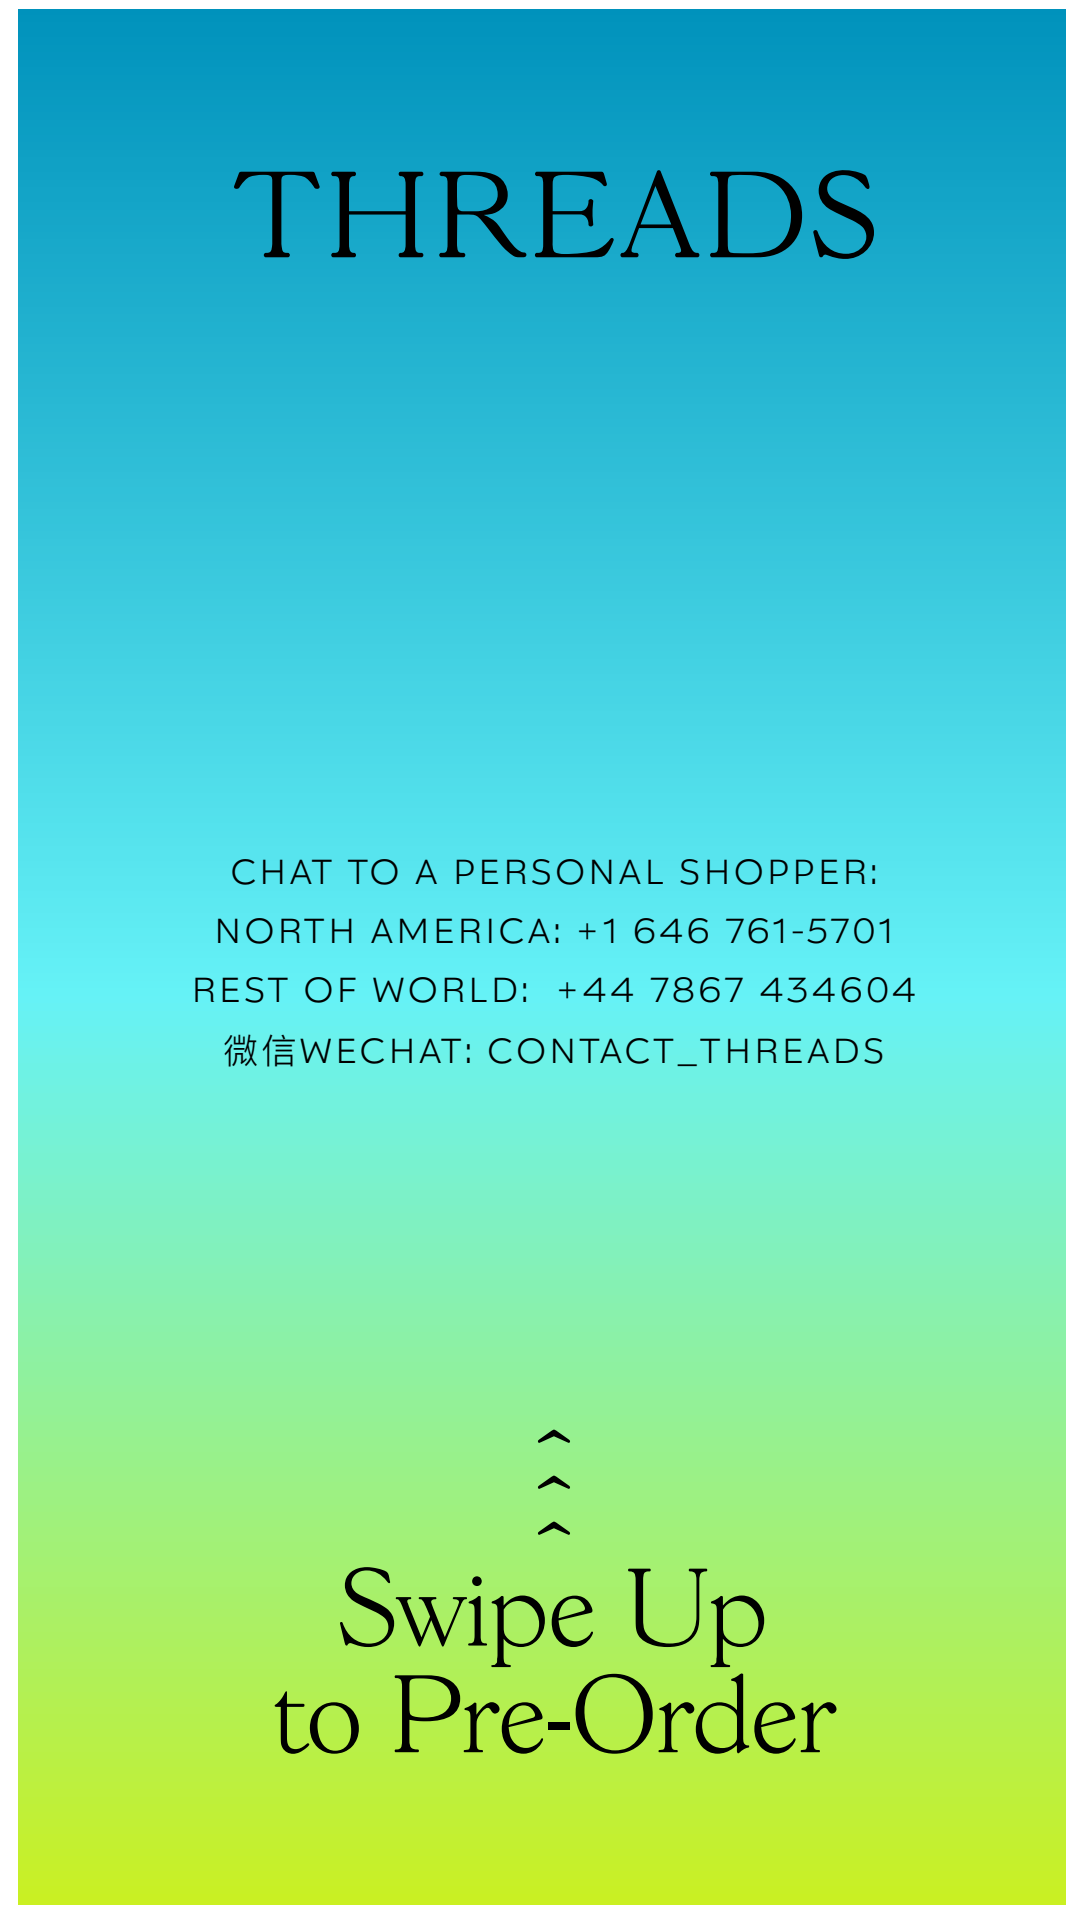 THREADS
CHAT TO A PERSONAL SHOPPER:
NORTH AMERICA: +1 646 761-5701
REST OF WORLD: +44 7867 434604
微信WECHAT: CONTACT_THREADS
Swipe Up
to Pre-Order